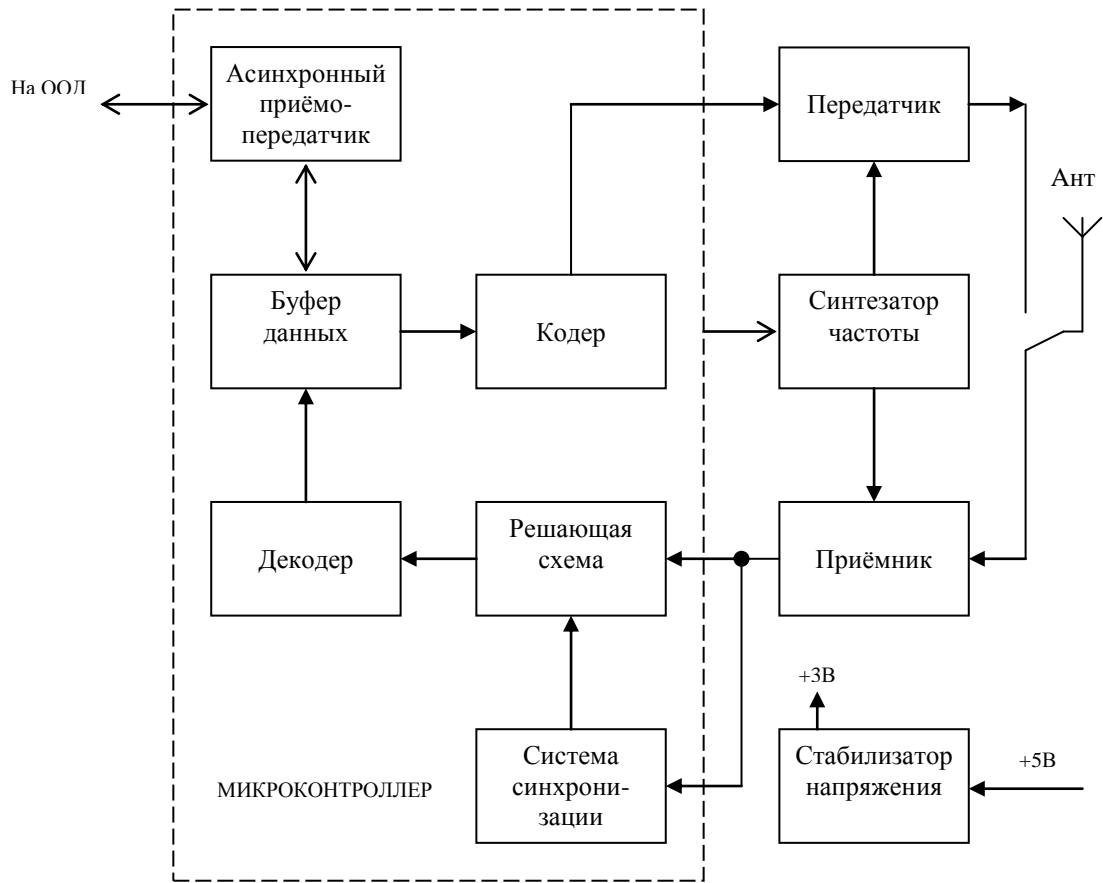 На ООД
Асинхронный
приёмо-
передатчик
Передатчик
Ант
Буфер
данных
Кодер
Синтезатор
частоты
Декодер
Решающая
схема
Приёмник
+3В
Система
синхрони-
зации
Стабилизатор
напряжения
+5В
МИКРОКОНТРОЛЛЕР